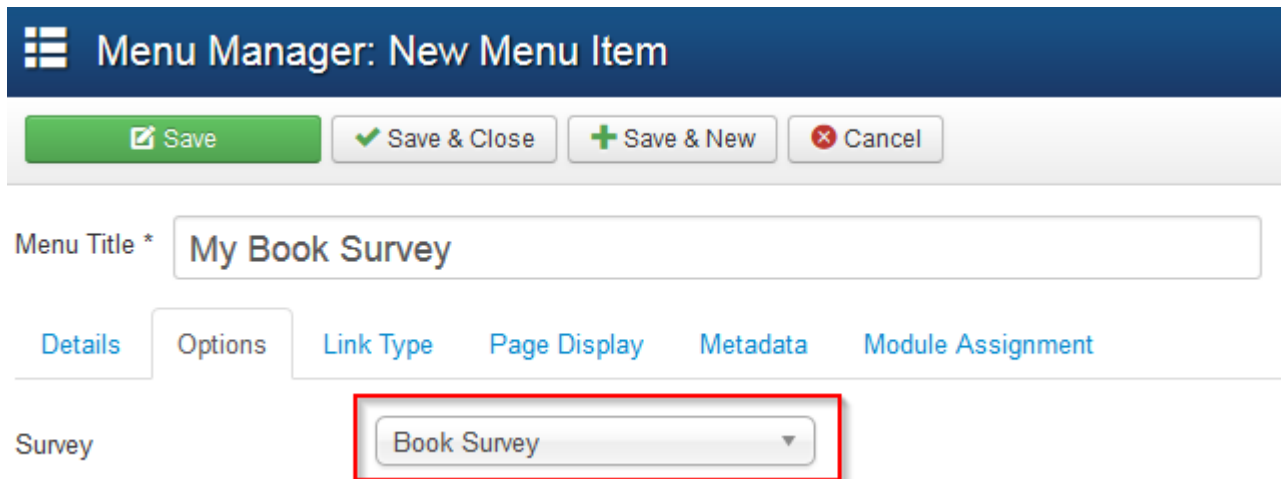 Menu Manager: New Menu Item
Save Save & Close Save & New Cancel
Menu Title * My Book Survey
Details Options Link Type Page Display Metadata Module Assignment
Survey Book Survey